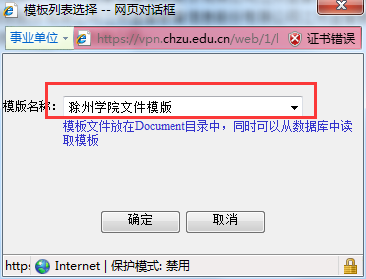 模板列表选择 -- 网页对话框
事业单位 https://vpn.chzu.edu.cn/web/1/l 证书错误
模版名称: 滁州学院文件模版
模板文件放在Document目录中，同时可以从数据库中读
取模板
确定 取消
https Internet | 保护模式: 禁用